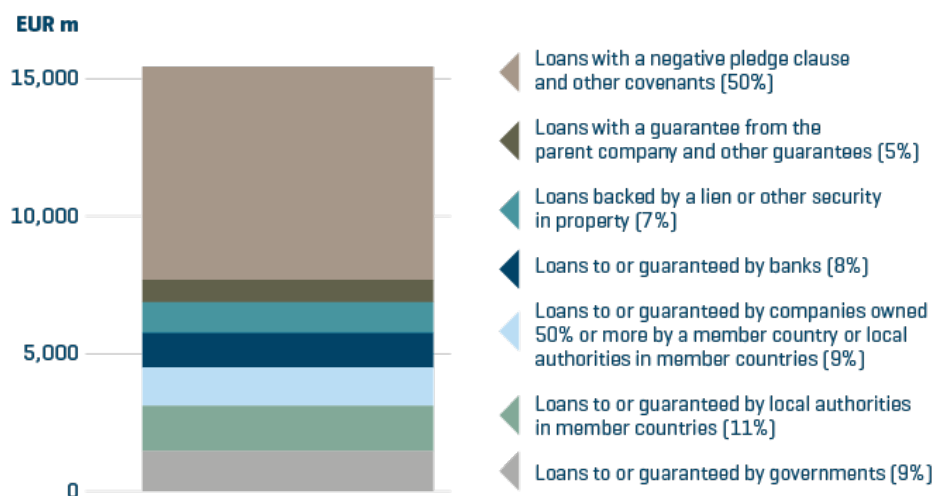 EUR m
15,000
10,000
5,000
0
Loans with a negative pledge clause
and other covenants (50%)
Loans with a guarantee from the
parent company and other guarantees (5%)
Loans backed by a lien or other security
in property (7%)
Loans to or guaranteed by banks (8%)
Loans to or guaranteed by companies owned
50% or more by a member country or local
authorities in member countries (9%)
Loans to or guaranteed by local authorities
in member countries (11%)
Loans to or guaranteed by governments (9%)